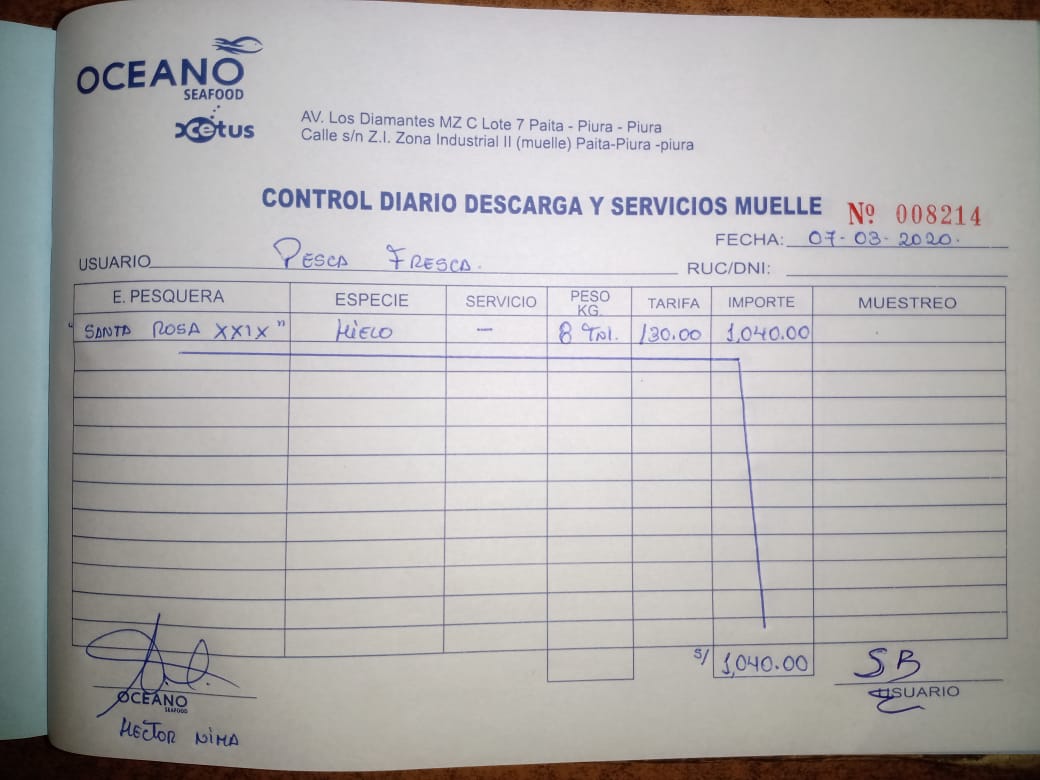 OCEANO
SEAFOOD
cetus
AV. Los Diamantes MZ C Lote 7 Paita - Piura - Piura
Calle s/n Z.I. Zona Industrial II (muelle) Paita-Piura -piura
CONTROL DIARIO DESCARGA Y SERVICIOS MUELLE Nº 008214
FECHA: 07-03-2020.
USUARIO PESCA FRESCA. RUC/DNI:
E. PESQUERA ESPECIE SERVICIO PESO KG. TARIFA IMPORTE MUESTREO
"SANTA ROSA XXIX" HIELO - 8 TNl. 130.00 1,040.00
S/ 1,040.00
SB
OCEANO USUARIO
SEAFOOD
HECTOR NIMA